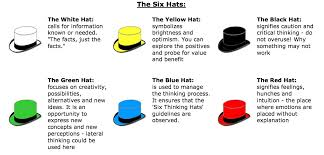 The Six Hats:
The White Hat:
calls for information
known or needed.
"The facts, just the
facts."
The Yellow Hat:
symbolizes
brightness and
optimism. You can
explore the positives
and probe for value
and benefit
The Black Hat:
signifies caution and
critical thinking - do
not overuse! Why
something may not
work
The Green Hat:
focuses on creativity,
possibilities,
alternatives and new
ideas. It is an
opportunity to
express new
concepts and new
perceptions - lateral
thinking could be
used here
The Blue Hat:
is used to manage
the thinking process.
It ensures that the
'Six Thinking Hats'
guidelines are
observed.
The Red Hat:
signifies feelings,
hunches and
intuition - the place
where emotions are
placed without
explanation